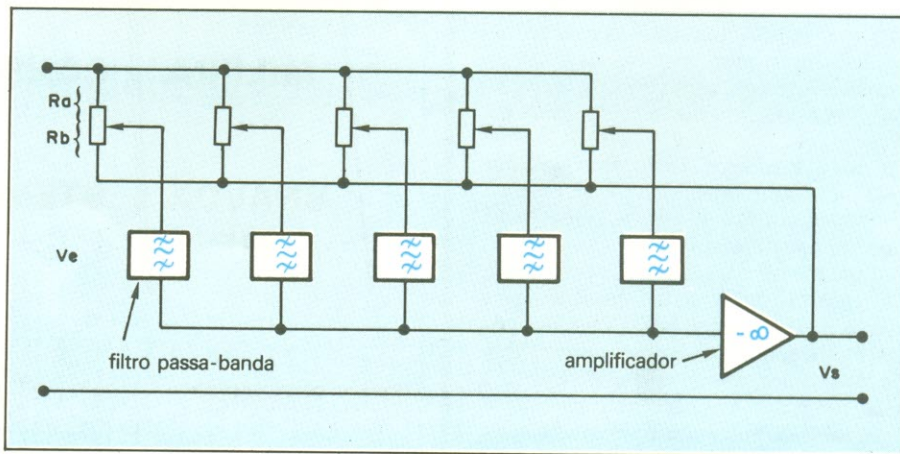 Ra
Rb
Ve
filtro passa-banda
amplificador
- ∞
Vs